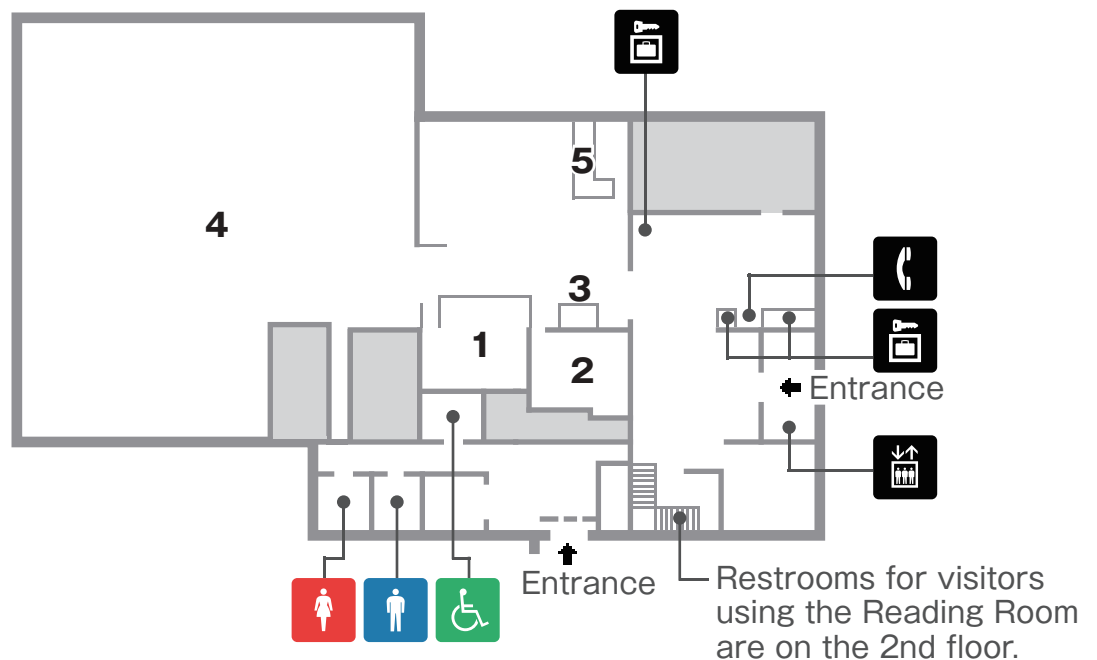 5
4
3
1
2
Entrance
Entrance
Restrooms for visitors
using the Reading Room
are on the 2nd floor.